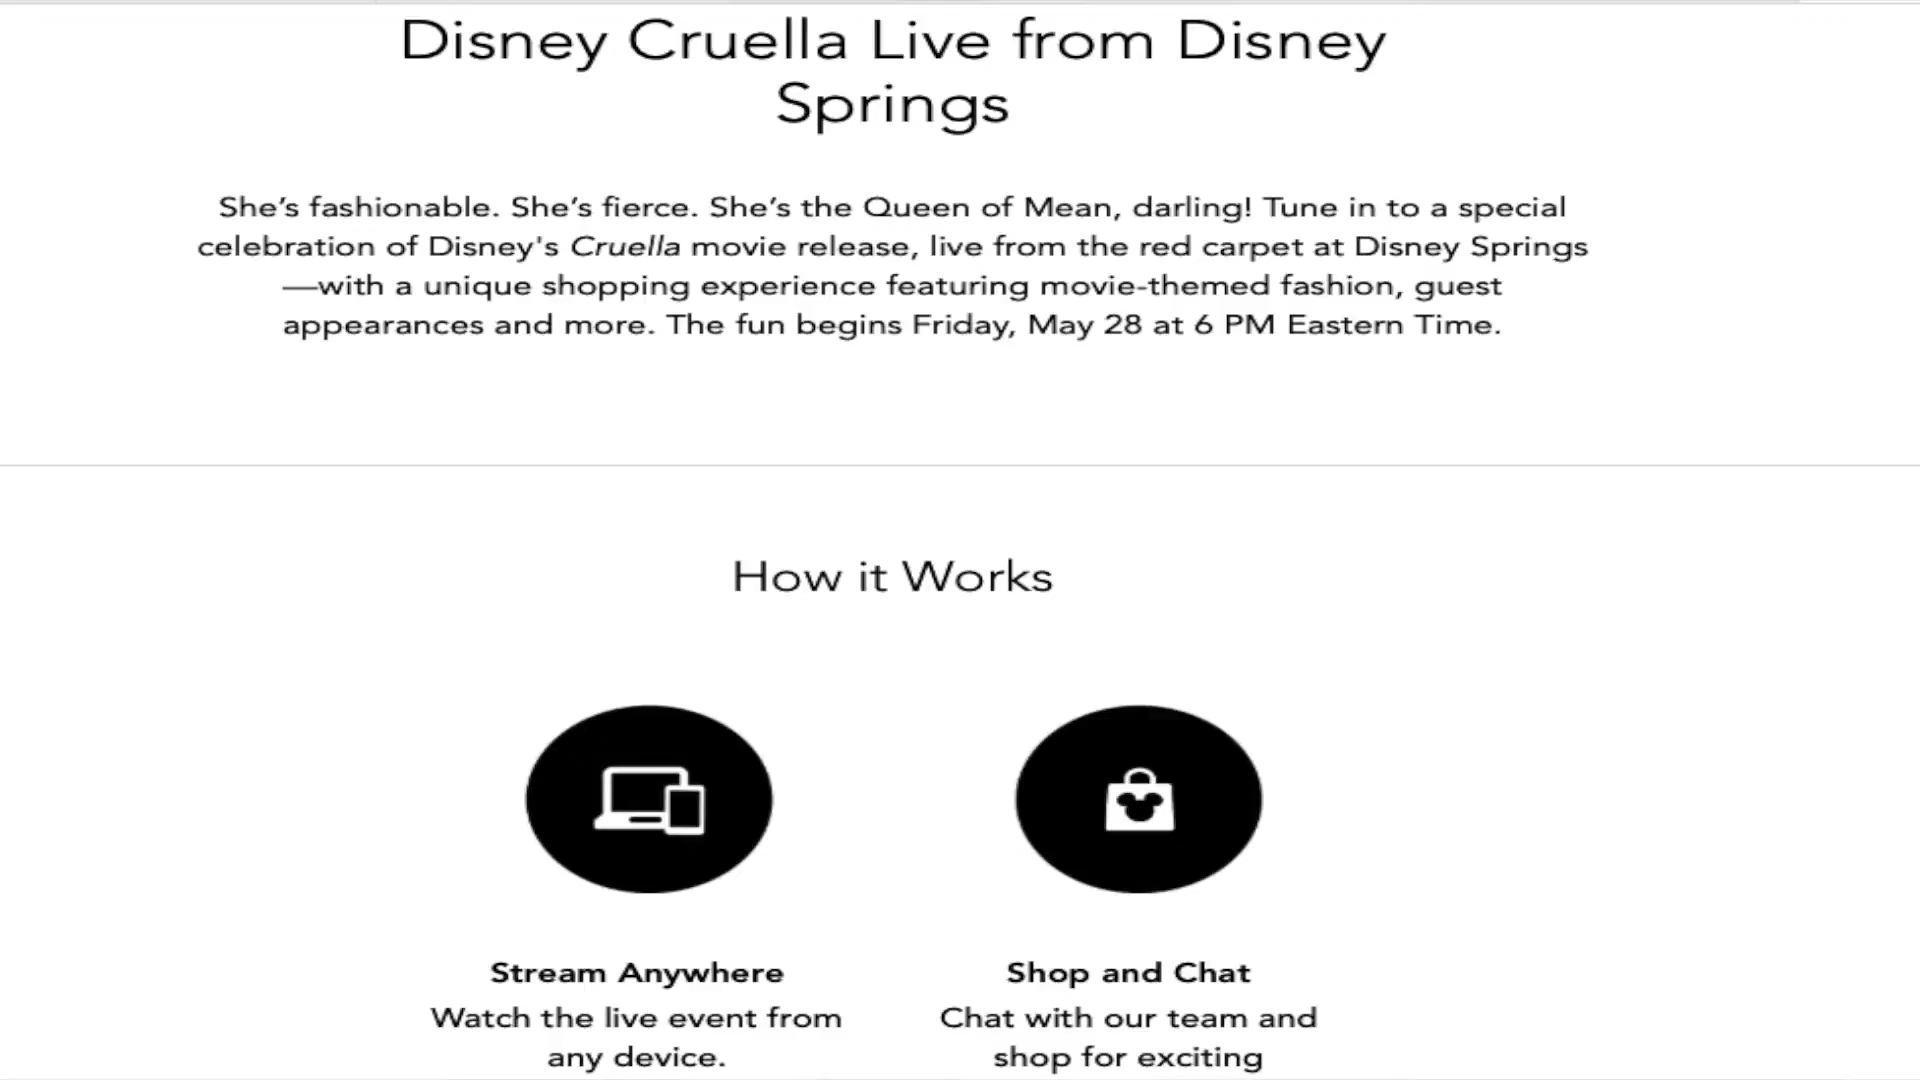 Disney Cruella Live from Disney
Springs
She’s fashionable. She’s fierce. She’s the Queen of Mean, darling! Tune in to a special
celebration of Disney's Cruella movie release, live from the red carpet at Disney Springs
—with a unique shopping experience featuring movie-themed fashion, guest
appearances and more. The fun begins Friday, May 28 at 6 PM Eastern Time.
How it Works
Stream Anywhere
Watch the live event from
any device.
Shop and Chat
Chat with our team and
shop for exciting